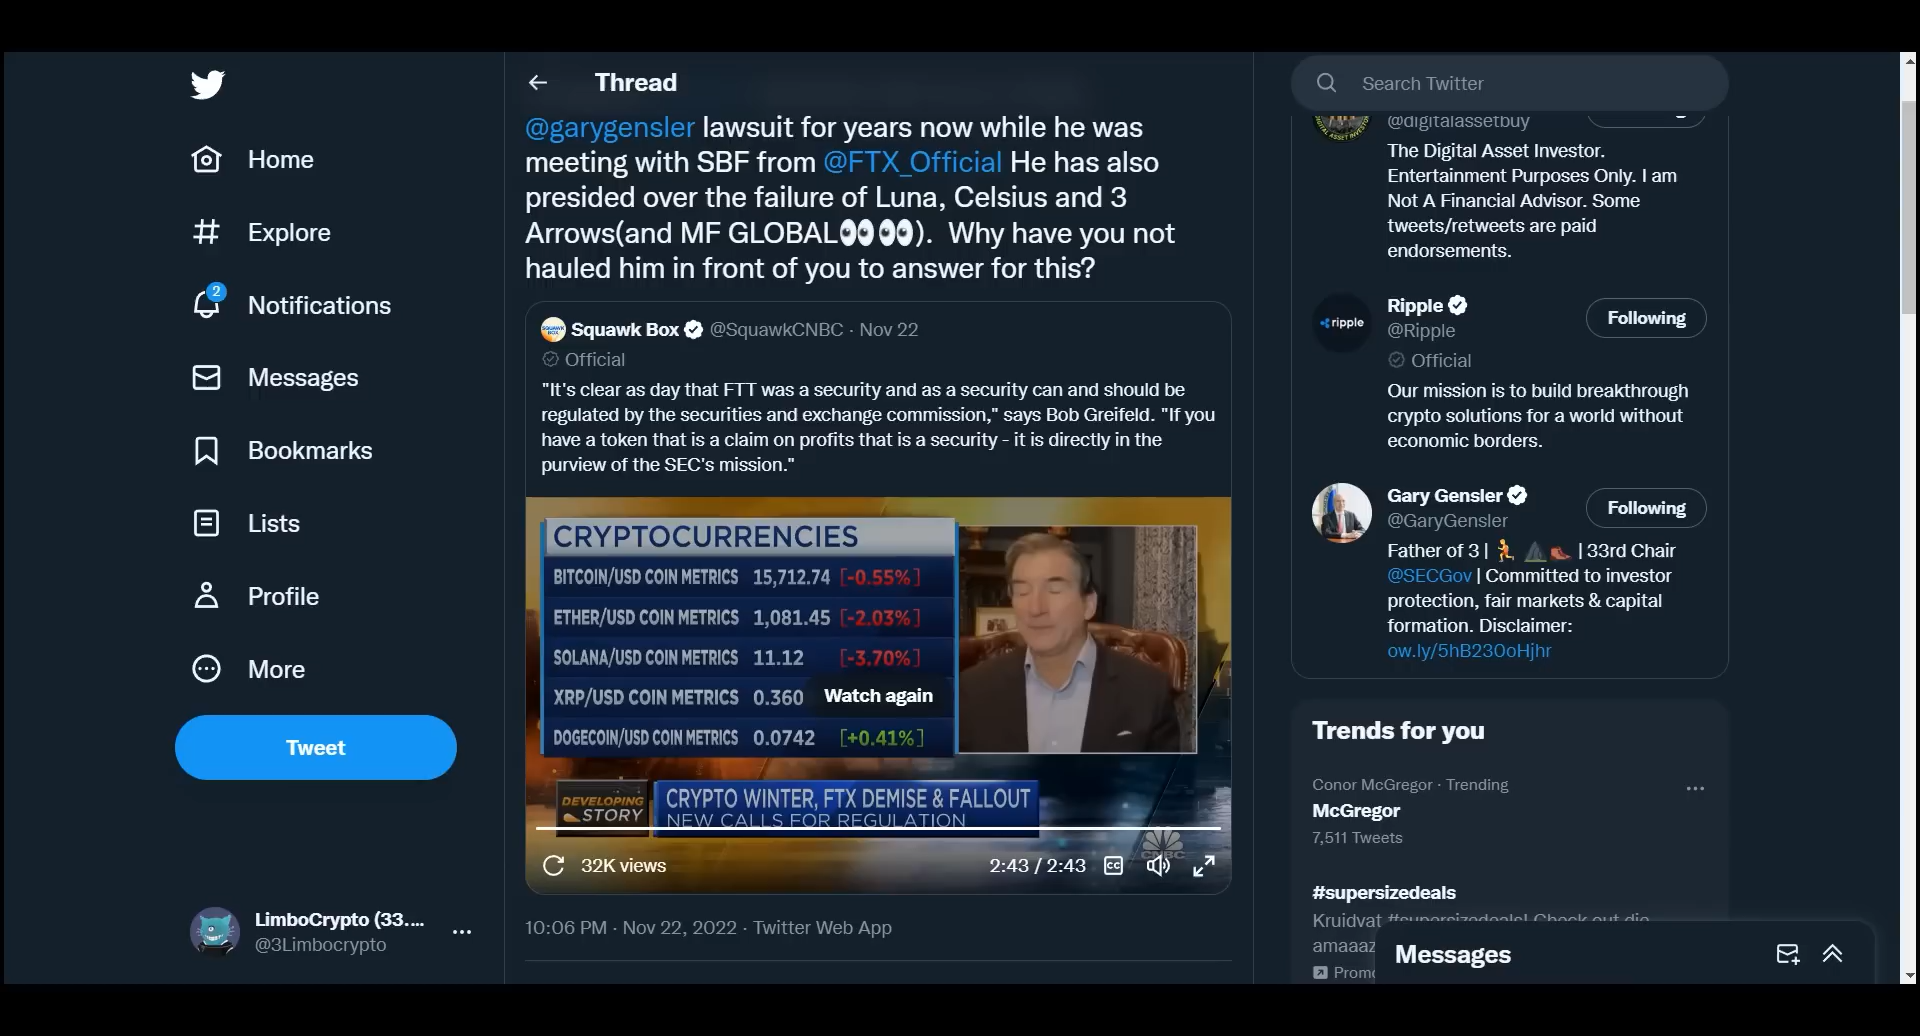 Home
Explore
2
Notifications
Messages
Bookmarks
Lists
Profile
More
Tweet
LimboCrypto (33....
@3Limbocrypto
Thread
@garygensler lawsuit for years now while he was
meeting with SBF from @FTX_Official He has also
presided over the failure of Luna, Celsius and 3
Arrows(and MF GLOBAL👀👀). Why have you not
hauled him in front of you to answer for this?
SQUAWK BOX
Squawk Box @SquawkCNBC · Nov 22
Official
"It's clear as day that FTT was a security and as a security can and should be
regulated by the securities and exchange commission," says Bob Greifeld. "If you
have a token that is a claim on profits that is a security - it is directly in the
purview of the SEC's mission."
CRYPTOCURRENCIES
BITCOIN/USD COIN METRICS 15,712.74 [-0.55%]
ETHER/USD COIN METRICS 1,081.45 [-2.03%]
SOLANA/USD COIN METRICS 11.12 [-3.70%]
XRP/USD COIN METRICS 0.360
Watch again
DOGECOIN/USD COIN METRICS 0.0742 [+0.41%]
DEVELOPING
STORY
CRYPTO WINTER, FTX DEMISE & FALLOUT
NEW CALLS FOR REGULATION
CNBC
32K views
2:43 / 2:43
CC
10:06 PM · Nov 22, 2022 · Twitter Web App
Search Twitter
DIGITAL ASSET INVESTOR
@digitalassetbuy
The Digital Asset Investor.
Entertainment Purposes Only. I am
Not A Financial Advisor. Some
tweets/retweets are paid
endorsements.
ripple
Ripple
@Ripple
Following
Official
Our mission is to build breakthrough
crypto solutions for a world without
economic borders.
Gary Gensler
@GaryGensler
Following
Father of 3 | 🏃 ⛰️🥾 | 33rd Chair
@SECGov | Committed to investor
protection, fair markets & capital
formation. Disclaimer:
ow.ly/5hB230oHjhr
Trends for you
Conor McGregor · Trending
McGregor
7,511 Tweets
#supersizedeals
Kruidvat #supersizedeals! Check out die
amaaaz
Promo
Messages